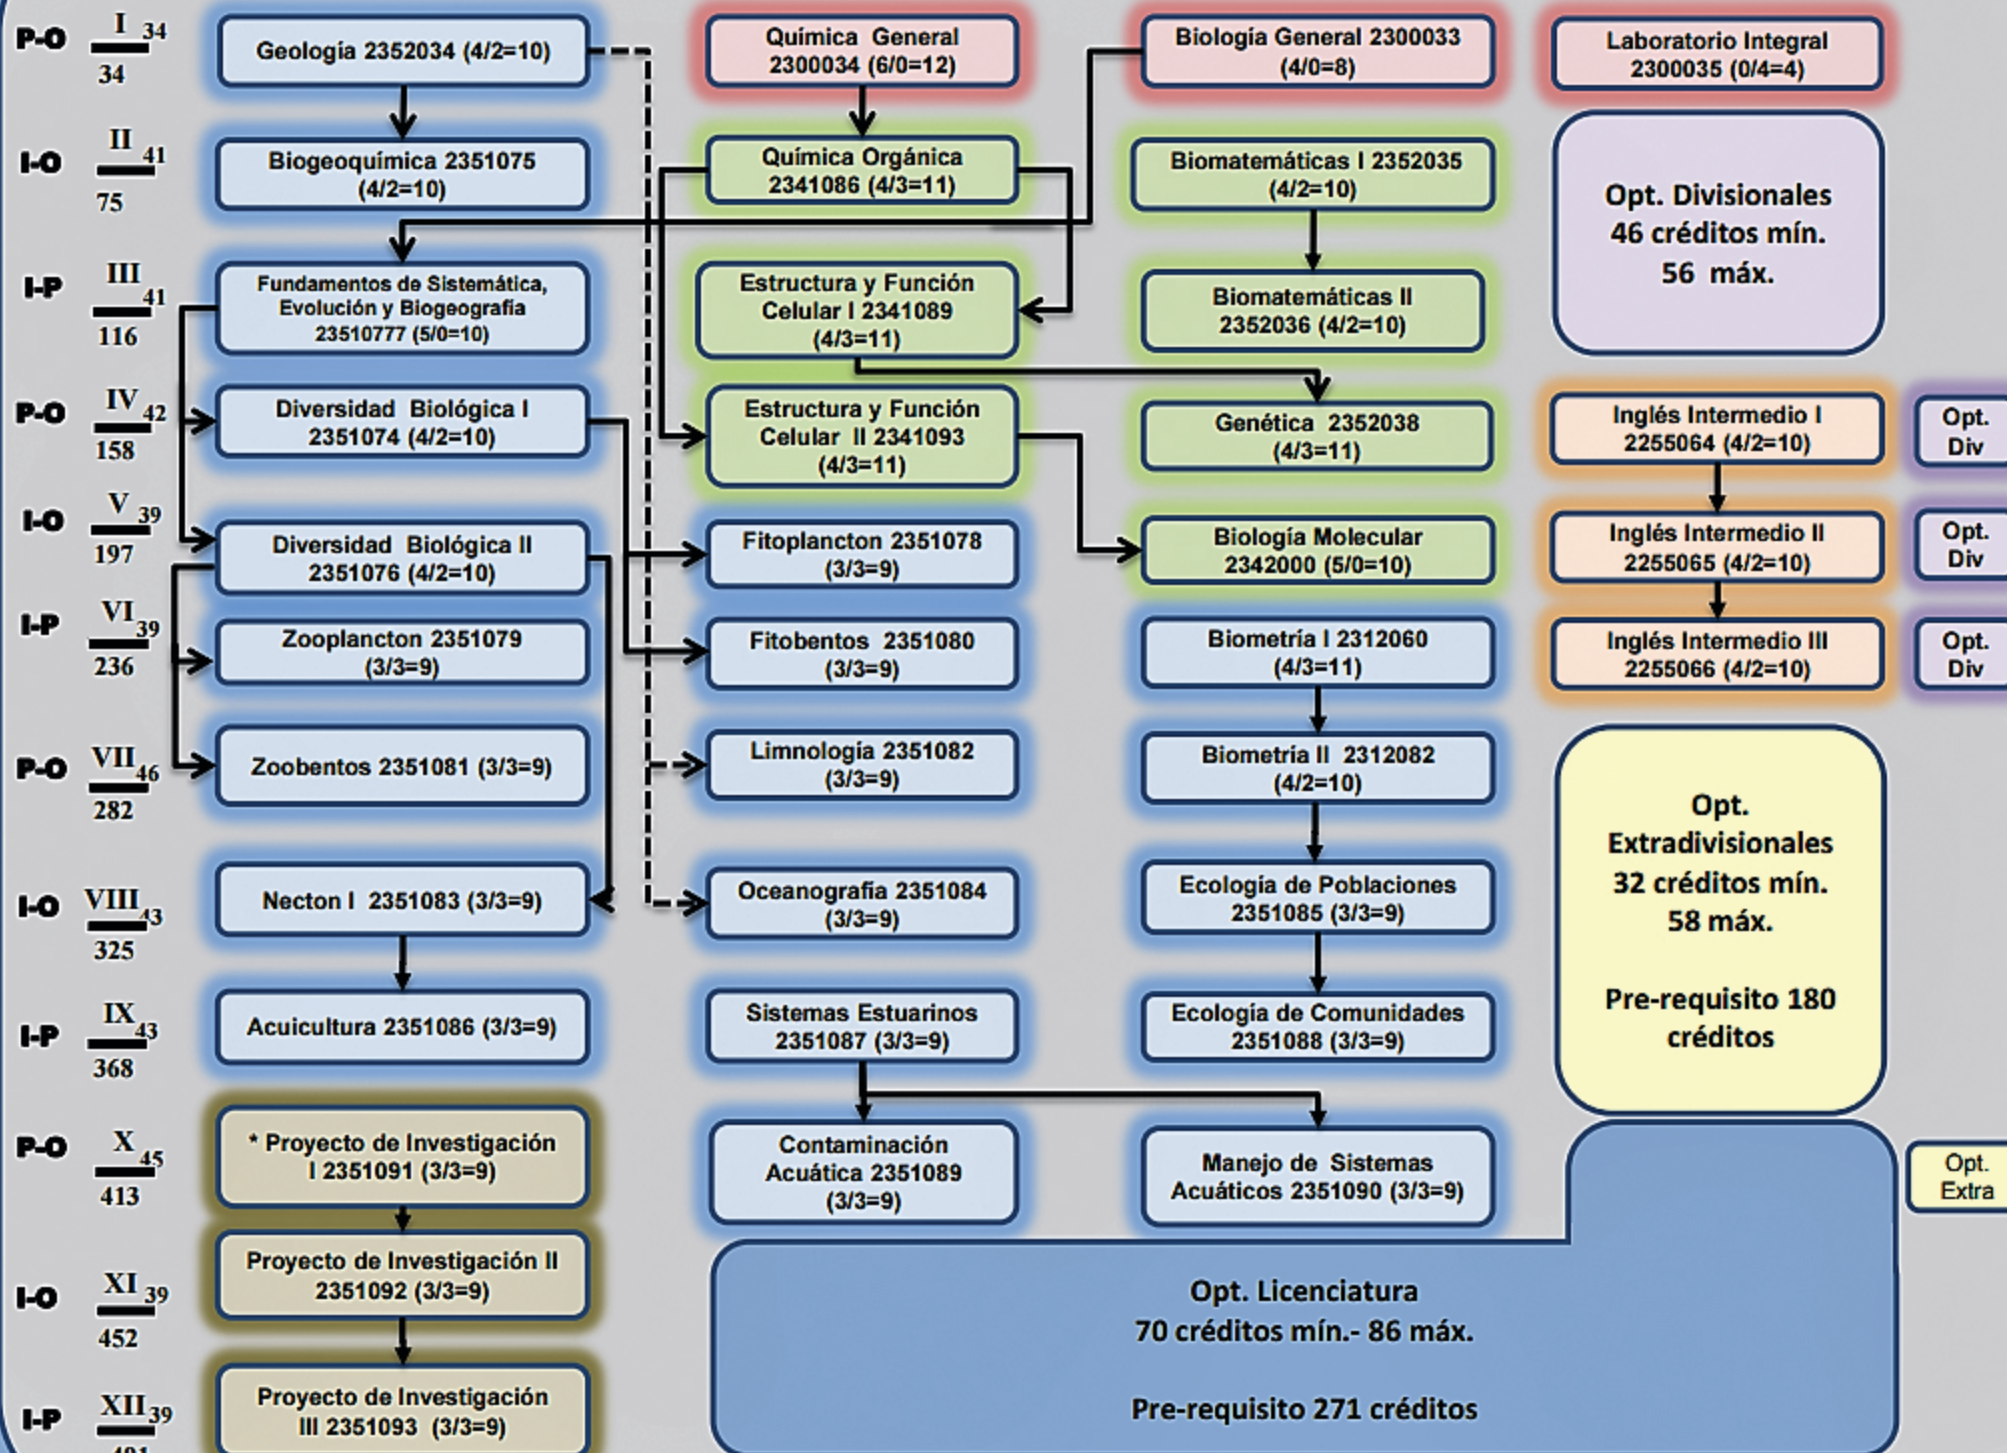 P-O
I 34
34
Geología 2352034 (4/2=10)
Química General
2300034 (6/0=12)
Biología General 2300033
(4/0=8)
Laboratorio Integral
2300035 (0/4=4)
I-O
II 41
75
Biogeoquímica 2351075
(4/2=10)
Química Orgánica
2341086 (4/3=11)
Biomatemáticas I 2352035
(4/2=10)
Opt. Divisionales
46 créditos mín.
56 máx.
I-P
III 41
116
Fundamentos de Sistemática,
Evolución y Biogeografía
23510777 (5/0=10)
Estructura y Función
Celular I 2341089
(4/3=11)
Biomatemáticas II
2352036 (4/2=10)
P-O
IV 42
158
Diversidad Biológica I
2351074 (4/2=10)
Estructura y Función
Celular II 2341093
(4/3=11)
Genética 2352038
(4/3=11)
Inglés Intermedio I
2255064 (4/2=10)
Opt.
Div
I-O
V 39
197
Diversidad Biológica II
2351076 (4/2=10)
Fitoplancton 2351078
(3/3=9)
Biología Molecular
2342000 (5/0=10)
Inglés Intermedio II
2255065 (4/2=10)
Opt.
Div
I-P
VI 39
236
Zooplancton 2351079
(3/3=9)
Fitobentos 2351080
(3/3=9)
Biometría I 2312060
(4/3=11)
Inglés Intermedio III
2255066 (4/2=10)
Opt.
Div
P-O
VII 46
282
Zoobentos 2351081 (3/3=9)
Limnología 2351082
(3/3=9)
Biometría II 2312082
(4/2=10)
Opt.
Extradivisionales
32 créditos mín.
58 máx.
Pre-requisito 180
créditos
I-O
VIII 43
325
Necton I 2351083 (3/3=9)
Oceanografía 2351084
(3/3=9)
Ecología de Poblaciones
2351085 (3/3=9)
I-P
IX 43
368
Acuicultura 2351086 (3/3=9)
Sistemas Estuarinos
2351087 (3/3=9)
Ecología de Comunidades
2351088 (3/3=9)
P-O
X 45
413
* Proyecto de Investigación
I 2351091 (3/3=9)
Contaminación
Acuática 2351089
(3/3=9)
Manejo de Sistemas
Acuáticos 2351090 (3/3=9)
Opt.
Extra
I-O
XI 39
452
Proyecto de Investigación II
2351092 (3/3=9)
Opt. Licenciatura
70 créditos mín.- 86 máx.
Pre-requisito 271 créditos
I-P
XII 39
Proyecto de Investigación
III 2351093 (3/3=9)